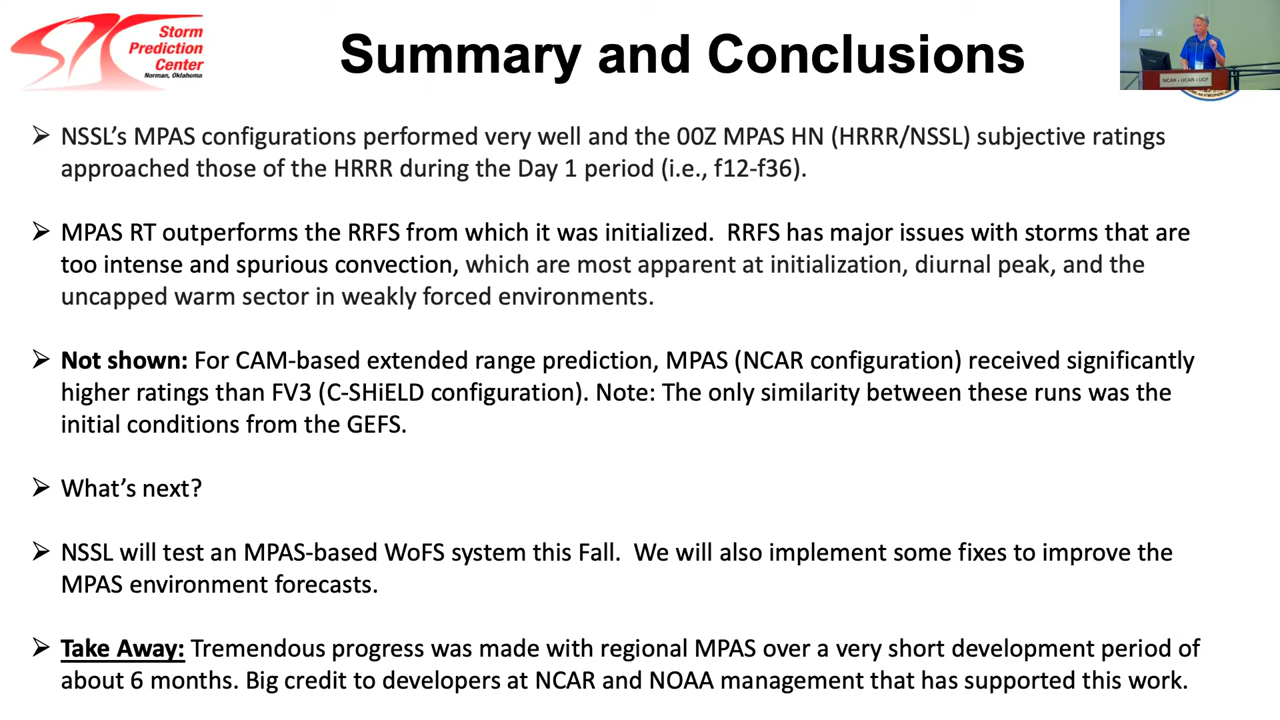 Storm
Prediction
Center
Norman, Oklahoma
Summary and Conclusions
NCAR • UCAR • UCP
➢ NSSL's MPAS configurations performed very well and the 00Z MPAS HN (HRRR/NSSL) subjective ratings
approached those of the HRRR during the Day 1 period (i.e., f12-f36).
➢ MPAS RT outperforms the RRFS from which it was initialized.  RRFS has major issues with storms that are
too intense and spurious convection, which are most apparent at initialization, diurnal peak, and the
uncapped warm sector in weakly forced environments.
➢ Not shown: For CAM-based extended range prediction, MPAS (NCAR configuration) received significantly
higher ratings than FV3 (C-SHiELD configuration). Note: The only similarity between these runs was the
initial conditions from the GEFS.
➢ What's next?
➢ NSSL will test an MPAS-based WoFS system this Fall.  We will also implement some fixes to improve the
MPAS environment forecasts.
➢ Take Away: Tremendous progress was made with regional MPAS over a very short development period of
about 6 months. Big credit to developers at NCAR and NOAA management that has supported this work.